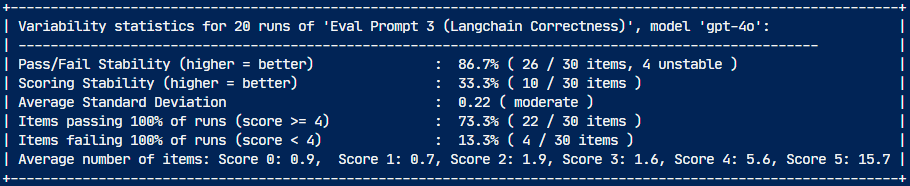 Variability statistics for 20 runs of 'Eval Prompt 3 (Langchain Correctness)', model 'gpt-4o':
Pass/Fail Stability (higher = better) : 86.7% ( 26 / 30 items, 4 unstable )
Scoring Stability (higher = better) : 33.3% ( 10 / 30 items )
Average Standard Deviation : 0.22 ( moderate )
Items passing 100% of runs (score >= 4) : 73.3% ( 22 / 30 items )
Items failing 100% of runs (score < 4) : 13.3% ( 4 / 30 items )
Average number of items: Score 0: 0.9, Score 1: 0.7, Score 2: 1.9, Score 3: 1.6, Score 4: 5.6, Score 5: 15.7